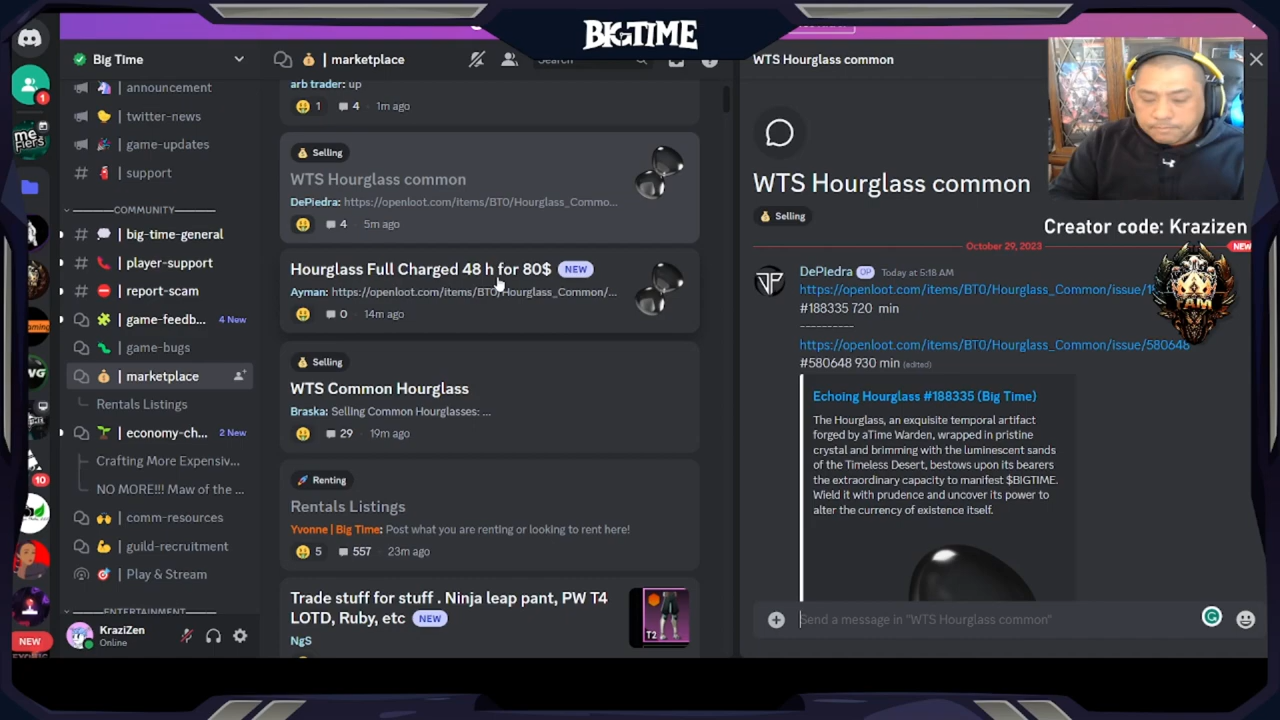 BIGTIME
Big Time
announcement
twitter-news
game-updates
support
COMMUNITY
big-time-general
player-support
report-scam
game-feedb... 4 New
game-bugs
marketplace
Rentals Listings
economy-ch... 2 New
Crafting More Expensiv...
NO MORE!!! Maw of the ...
comm-resources
guild-recruitment
Play & Stream
ENTERTAINMENT
KraziZen
Online
1
10
NEW
| marketplace
Search
arb trader: up
1 4 • 1m ago
Selling
WTS Hourglass common
DePiedra: https://openloot.com/items/BT0/Hourglass_Commo...
4 • 5m ago
Hourglass Full Charged 48 h for 80$ NEW
Ayman: https://openloot.com/items/BT0/Hourglass_Common/...
0 • 14m ago
Selling
WTS Common Hourglass
Braska: Selling Common Hourglasses: ...
29 • 19m ago
Renting
Rentals Listings
Yvonne | Big Time: Post what you are renting or looking to rent here!
5 557 • 23m ago
Trade stuff for stuff . Ninja leap pant, PW T4
LOTD, Ruby, etc NEW
NgS
T2
WTS Hourglass common
WTS Hourglass common
Selling
Creator code: Krazizen
October 29, 2023 NEW
DePiedra OP Today at 5:18 AM
https://openloot.com/items/BT0/Hourglass_Common/issue/1
#188335 720 min
----------
https://openloot.com/items/BT0/Hourglass_Common/issue/580648
#580648 930 min (edited)
Echoing Hourglass #188335 (Big Time)
The Hourglass, an exquisite temporal artifact
forged by aTime Warden, wrapped in pristine
crystal and brimming with the luminescent sands
of the Timeless Desert, bestows upon its bearers
the extraordinary capacity to manifest $BIGTIME.
Wield it with prudence and uncover its power to
alter the currency of existence itself.
Send a message in "WTS Hourglass common"